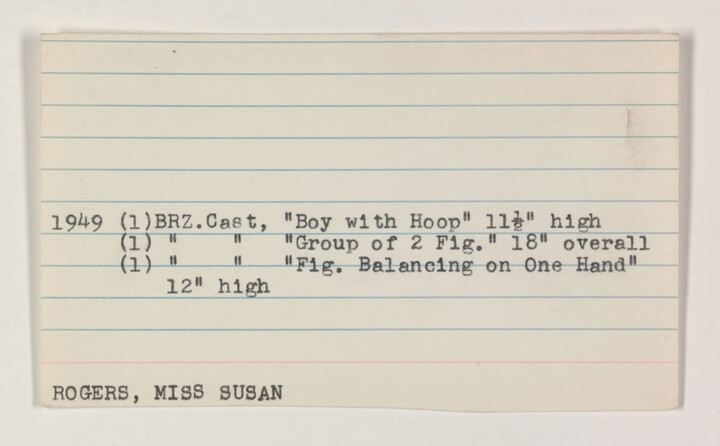 1949 (1)BRZ.Cast, "Boy with Hoop" 11½" high
(1) " " "Group of 2 Fig." 18" overall
(1) " " "Fig. Balancing on One Hand"
12" high
ROGERS, MISS SUSAN